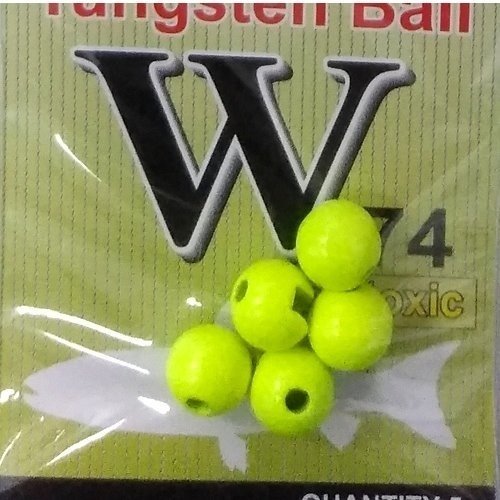 Tungsten Ball
W
74
oxic
QUANTITY 5